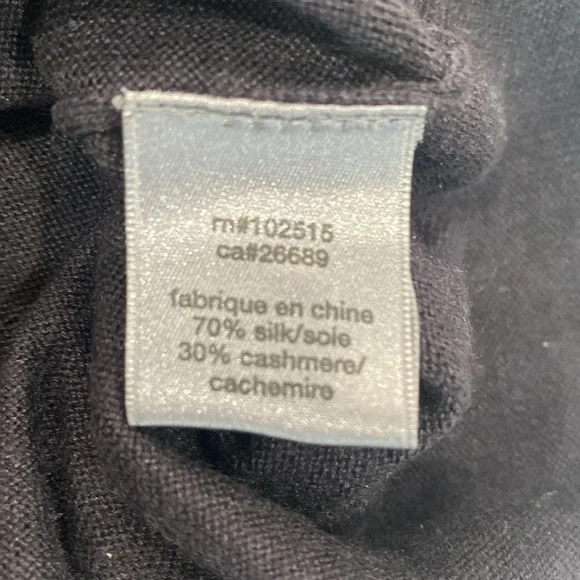 rn#102515
ca#26689
fabrique en chine
70% silk/soie
30% cashmere/
cachemire